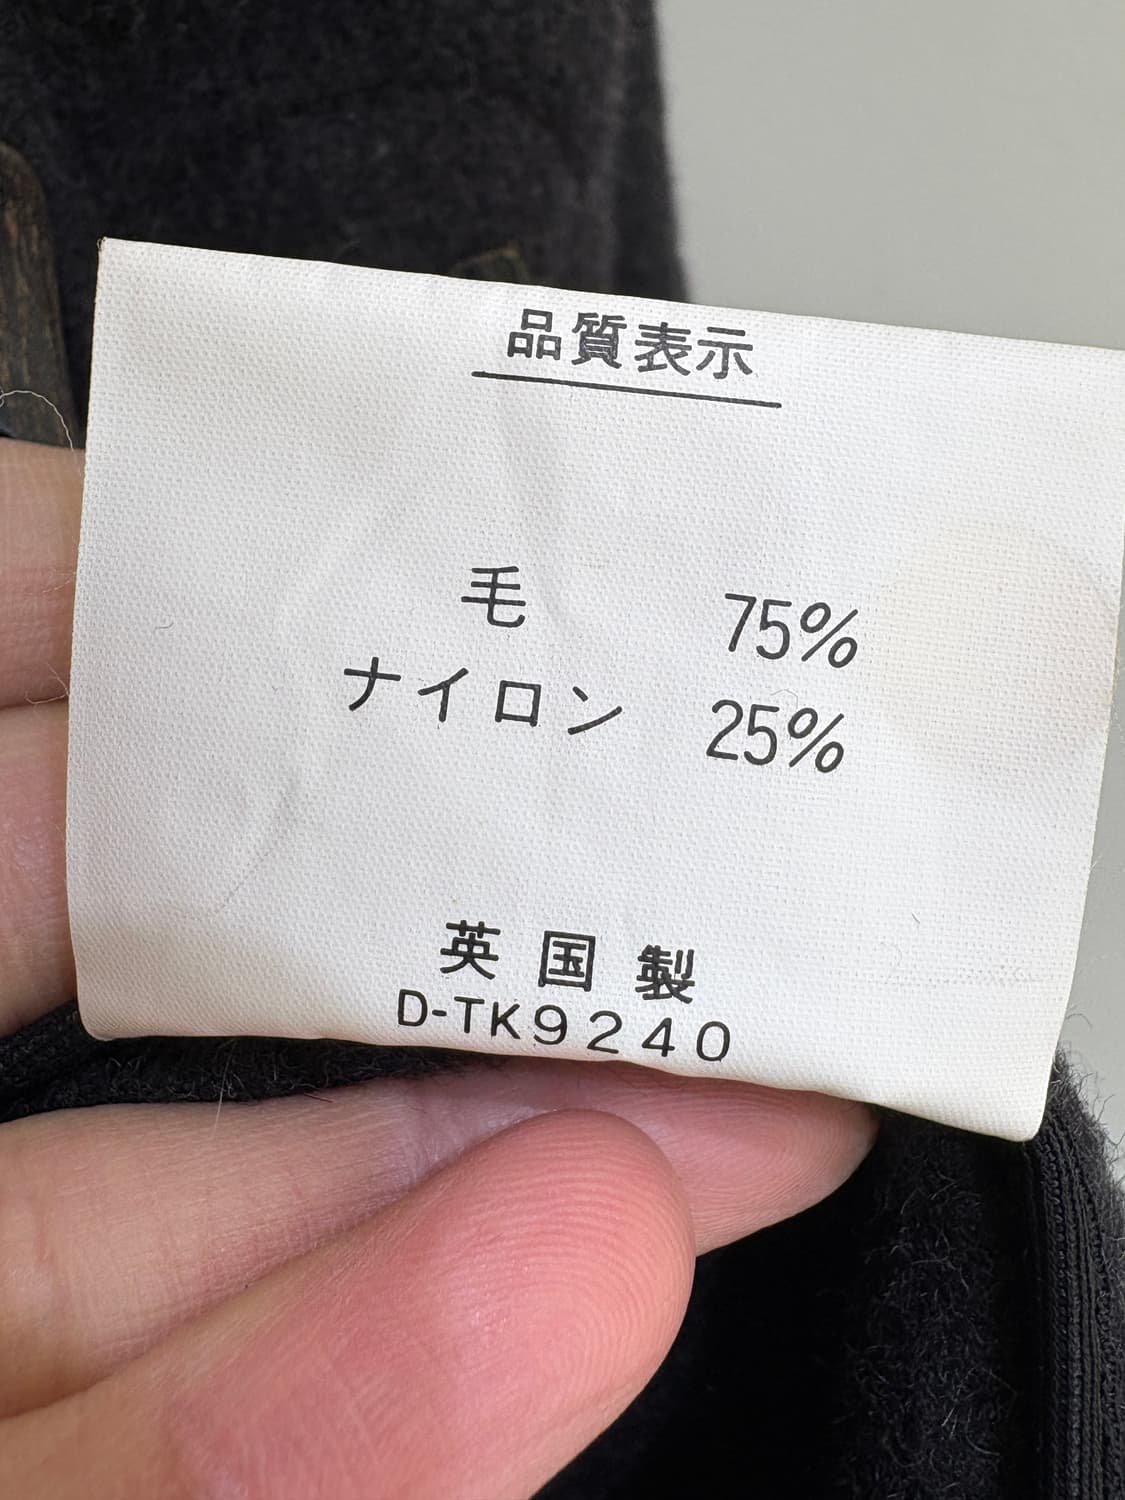 品質表示
毛 75%
ナイロン 25%
英国製
D-TK9240